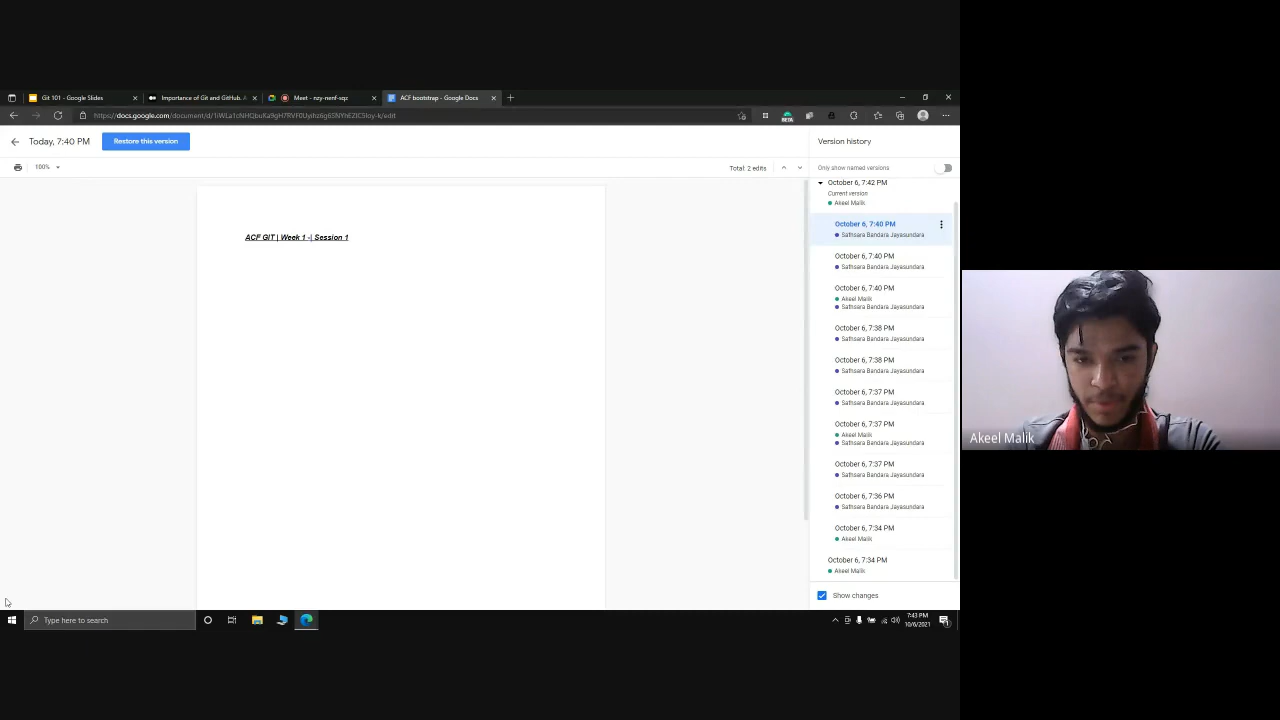 Git 101 - Google Slides
Importance of Git and GitHub. A
Meet - nzy-nenf-sqz
ACF bootstrap - Google Docs
Today, 7:40 PM
Restore this version
Version history
100%
Total: 2 edits
Only show named versions
ACF GIT | Week 1 -| Session 1
October 6, 7:42 PM
Current version
Akeel Malik
October 6, 7:40 PM
Sathsara Bandara Jayasundara
October 6, 7:40 PM
Sathsara Bandara Jayasundara
October 6, 7:40 PM
Akeel Malik
Sathsara Bandara Jayasundara
October 6, 7:38 PM
Sathsara Bandara Jayasundara
October 6, 7:38 PM
Sathsara Bandara Jayasundara
October 6, 7:37 PM
Sathsara Bandara Jayasundara
October 6, 7:37 PM
Akeel Malik
Sathsara Bandara Jayasundara
October 6, 7:37 PM
Sathsara Bandara Jayasundara
October 6, 7:36 PM
Sathsara Bandara Jayasundara
October 6, 7:34 PM
Akeel Malik
October 6, 7:34 PM
Akeel Malik
Show changes
Akeel Malik
Type here to search
7:43 PM
10/6/2021